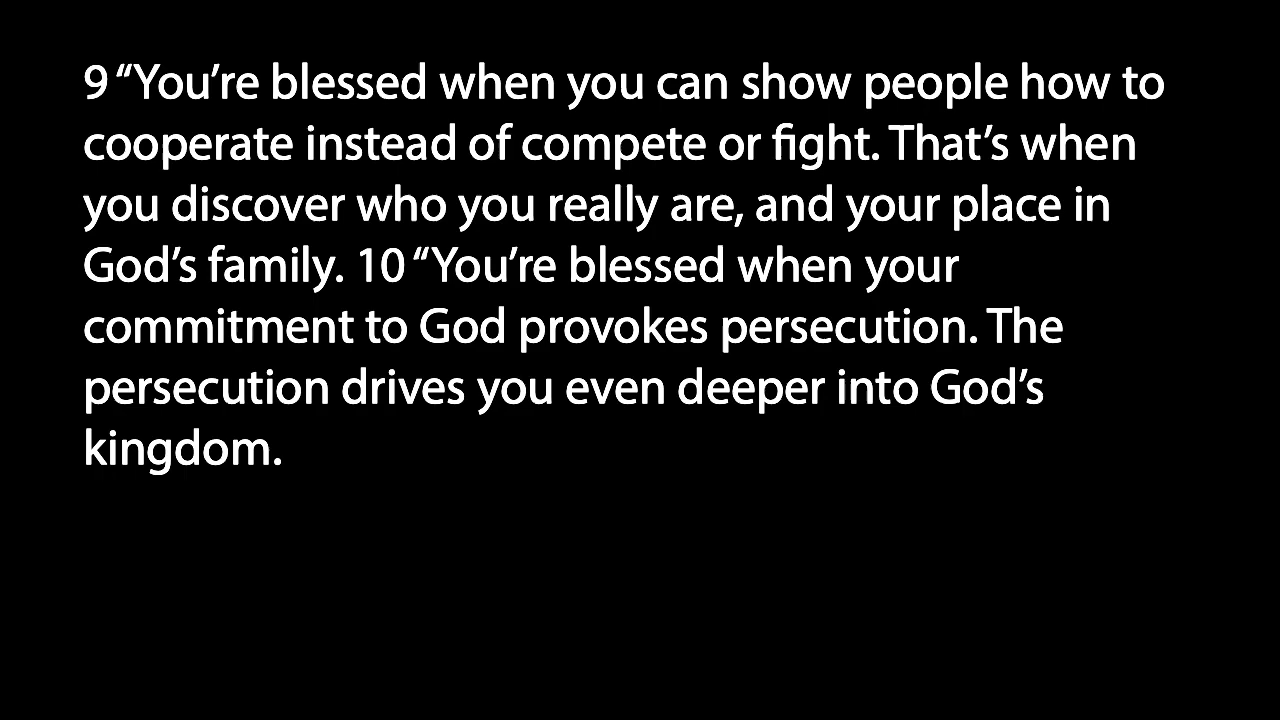 9 “You’re blessed when you can show people how to
cooperate instead of compete or fight. That’s when
you discover who you really are, and your place in
God’s family. 10 “You’re blessed when your
commitment to God provokes persecution. The
persecution drives you even deeper into God’s
kingdom.